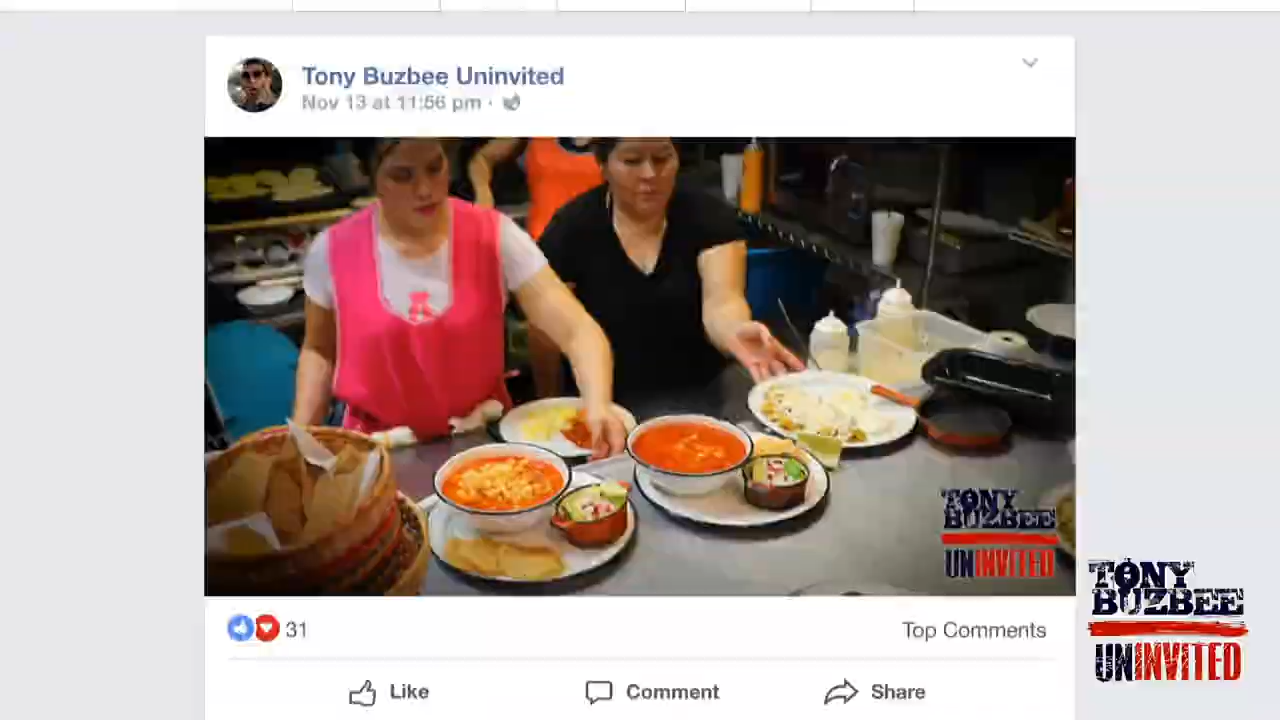 Tony Buzbee Uninvited
Nov 13 at 11:56 pm ·
TONY
BUZBEE
UNINVITED
TONY
BUZBEE
UNINVITED
31
Top Comments
Like
Comment
Share